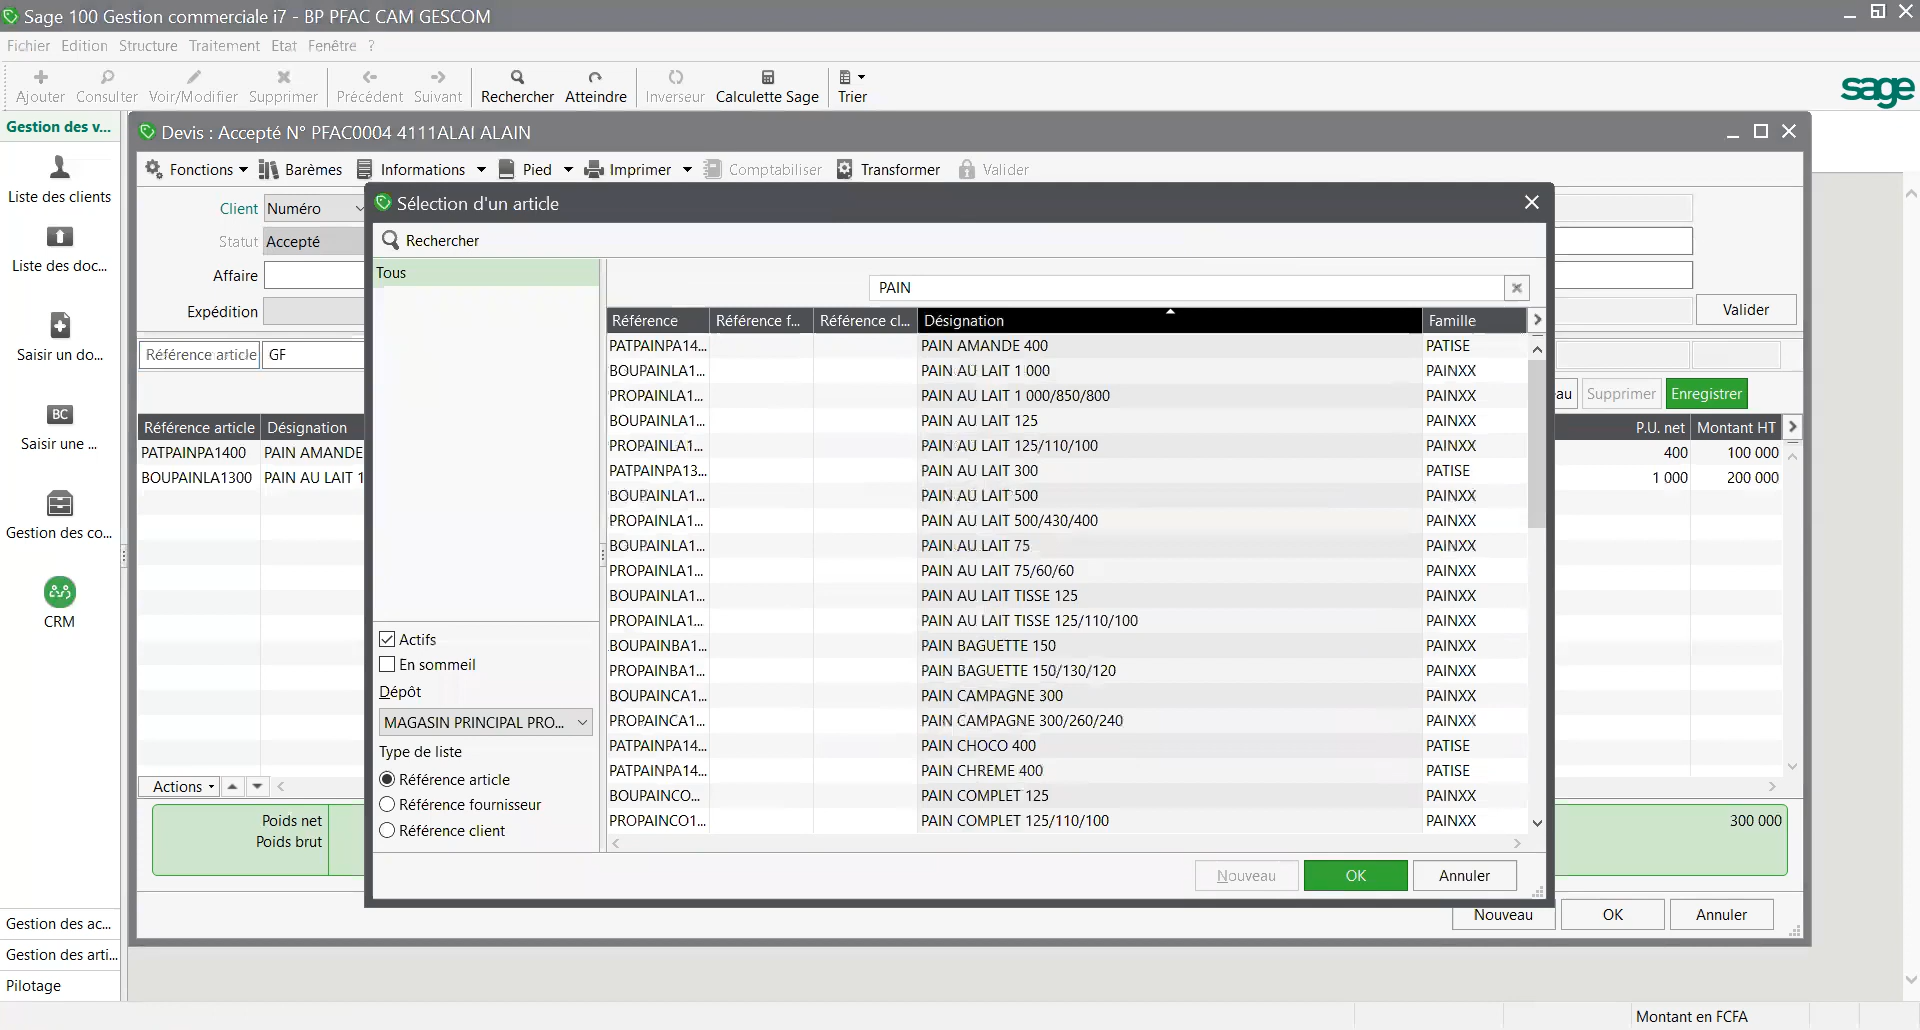 Sage 100 Gestion commerciale i7 - BP PFAC CAM GESCOM
Fichier Edition Structure Traitement Etat Fenêtre ?
Ajouter Consulter Voir/Modifier Supprimer Précédent Suivant Rechercher Atteindre Inverseur Calculette Sage Trier
sage
Gestion des v...
Liste des clients
Liste des doc...
Saisir un do...
BC
Saisir une ...
Gestion des co...
CRM
Gestion des ac...
Gestion des arti...
Pilotage
Devis : Accepté N° PFAC0004 4111ALAI ALAIN
Fonctions Barèmes Informations Pied Imprimer Comptabiliser Transformer Valider
Client Numéro
Statut Accepté
Affaire
Expédition
Valider
Référence article GF
au Supprimer Enregistrer
Référence article Désignation P.U. net Montant HT
PATPAINPA1400 PAIN AMANDE 400 100 000
BOUPAINLA1300 PAIN AU LAIT 1 1 000 200 000
Actions
Poids net
Poids brut
300 000
Nouveau OK Annuler
Sélection d'un article
Rechercher
Tous
PAIN
Actifs
En sommeil
Dépôt
MAGASIN PRINCIPAL PRO...
Type de liste
Référence article
Référence fournisseur
Référence client
Référence Référence f... Référence cl... Désignation Famille
PATPAINPA14... PAIN AMANDE 400 PATISE
BOUPAINLA1... PAIN AU LAIT 1 000 PAINXX
PROPAINLA1... PAIN AU LAIT 1 000/850/800 PAINXX
BOUPAINLA1... PAIN AU LAIT 125 PAINXX
PROPAINLA1... PAIN AU LAIT 125/110/100 PAINXX
PATPAINPA13... PAIN AU LAIT 300 PATISE
BOUPAINLA1... PAIN AU LAIT 500 PAINXX
PROPAINLA1... PAIN AU LAIT 500/430/400 PAINXX
BOUPAINLA1... PAIN AU LAIT 75 PAINXX
PROPAINLA1... PAIN AU LAIT 75/60/60 PAINXX
BOUPAINLA1... PAIN AU LAIT TISSE 125 PAINXX
PROPAINLA1... PAIN AU LAIT TISSE 125/110/100 PAINXX
BOUPAINBA1... PAIN BAGUETTE 150 PAINXX
PROPAINBA1... PAIN BAGUETTE 150/130/120 PAINXX
BOUPAINCA1... PAIN CAMPAGNE 300 PAINXX
PROPAINCA1... PAIN CAMPAGNE 300/260/240 PAINXX
PATPAINPA14... PAIN CHOCO 400 PATISE
PATPAINPA14... PAIN CHREME 400 PATISE
BOUPAINCO... PAIN COMPLET 125 PAINXX
PROPAINCO1... PAIN COMPLET 125/110/100 PAINXX
Nouveau OK Annuler
Montant en FCFA